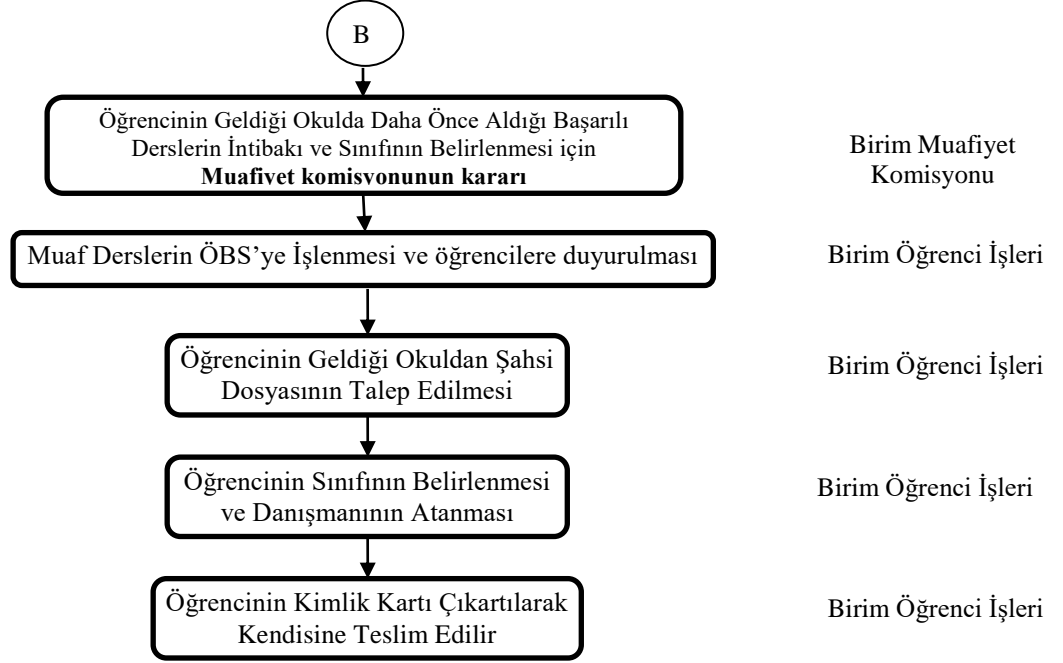 B
Öğrencinin Geldiği Okulda Daha Önce Aldığı Başarılı
Derslerin İntibakı ve Sınıfının Belirlenmesi için
Muafiyet komisyonunun kararı
Birim Muafiyet
Komisyonu
Muaf Derslerin ÖBS’ye İşlenmesi ve öğrencilere duyurulması
Birim Öğrenci İşleri
Öğrencinin Geldiği Okuldan Şahsi
Dosyasının Talep Edilmesi
Birim Öğrenci İşleri
Öğrencinin Sınıfının Belirlenmesi
ve Danışmanının Atanması
Birim Öğrenci İşleri
Öğrencinin Kimlik Kartı Çıkartılarak
Kendisine Teslim Edilir
Birim Öğrenci İşleri